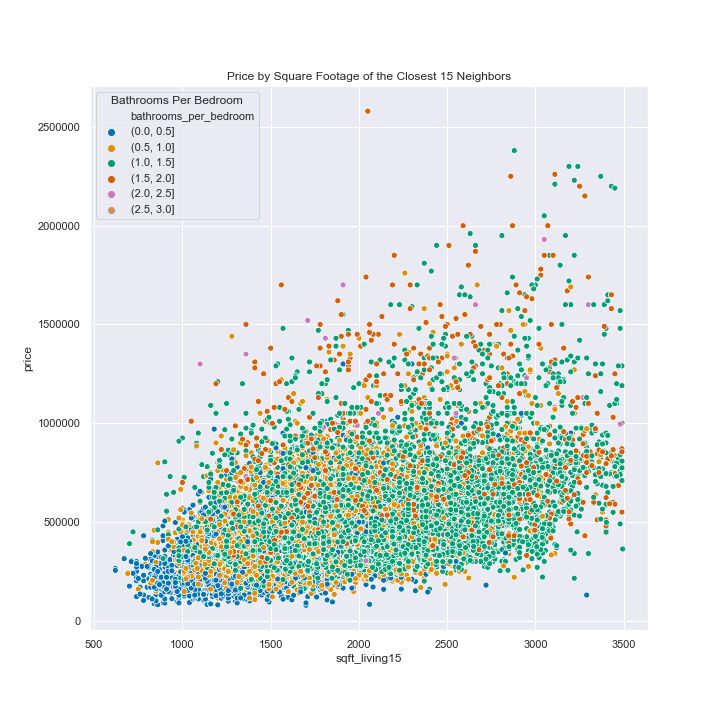 Price by Square Footage of the Closest 15 Neighbors
Bathrooms Per Bedroom
bathrooms_per_bedroom
(0.0, 0.5]
(0.5, 1.0]
(1.0, 1.5]
(1.5, 2.0]
(2.0, 2.5]
(2.5, 3.0]
2500000
2000000
1500000
1000000
500000
0
price
500 1000 1500 2000 2500 3000 3500
sqft_living15